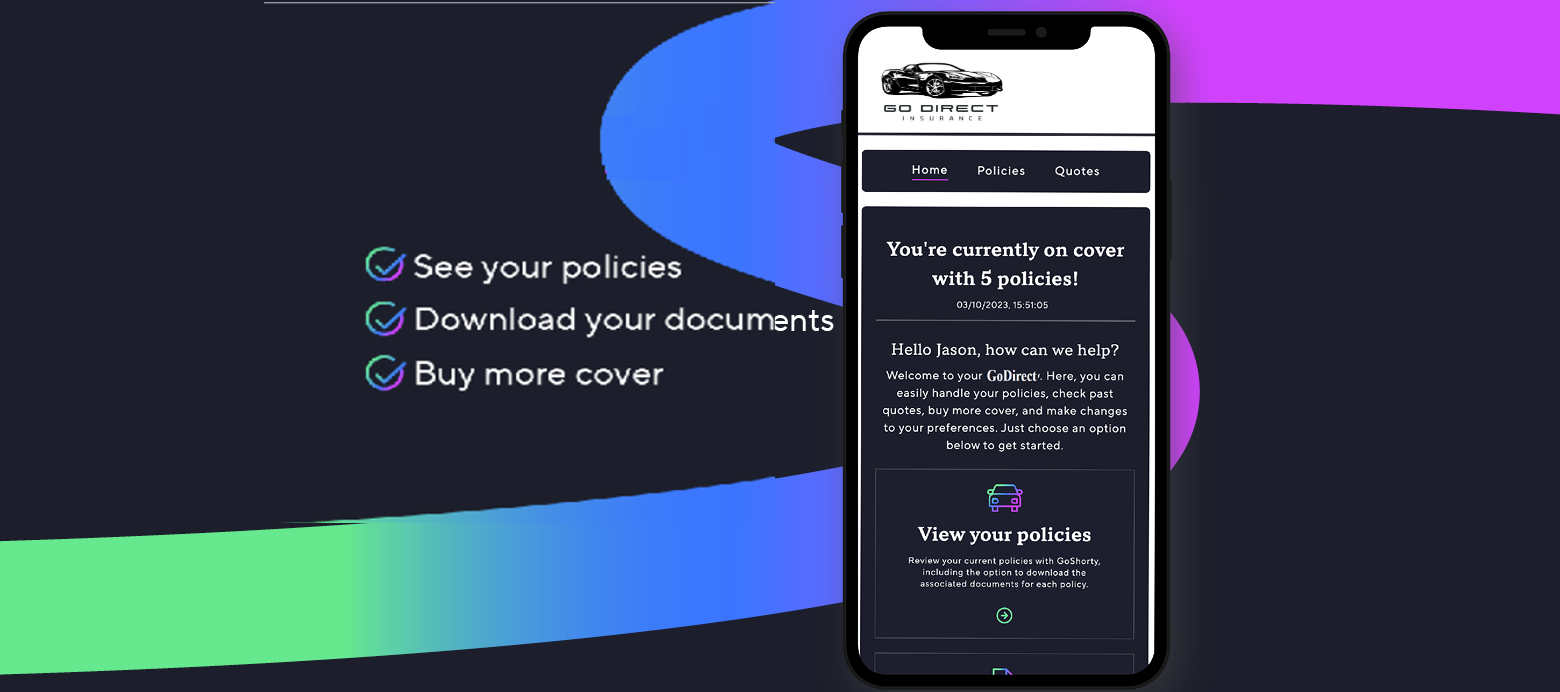 See your policies
Download your documents
Buy more cover
GO DIRECT
INSURANCE
Home Policies Quotes
You're currently on cover
with 5 policies!
03/10/2023, 15:51:05
Hello Jason, how can we help?
Welcome to your GoDirect'. Here, you can
easily handle your policies, check past
quotes, buy more cover, and make changes
to your preferences. Just choose an option
below to get started.
View your policies
Review your current policies with GoShorty,
including the option to download the
associated documents for each policy.